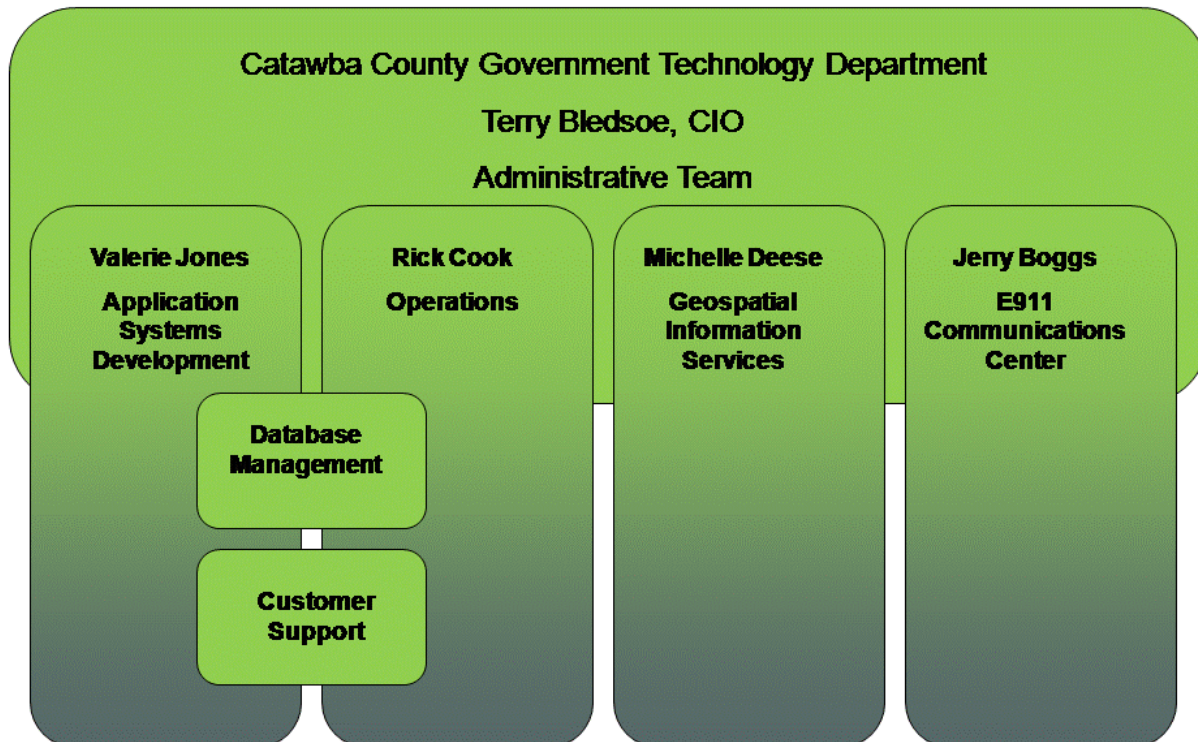 Catawba County Government Technology Department
Terry Bledsoe, CIO
Administrative Team
Valerie Jones
Application
Systems
Development
Rick Cook
Operations
Michelle Deese
Geospatial
Information
Services
Jerry Boggs
E911
Communications
Center
Database
Management
Customer
Support